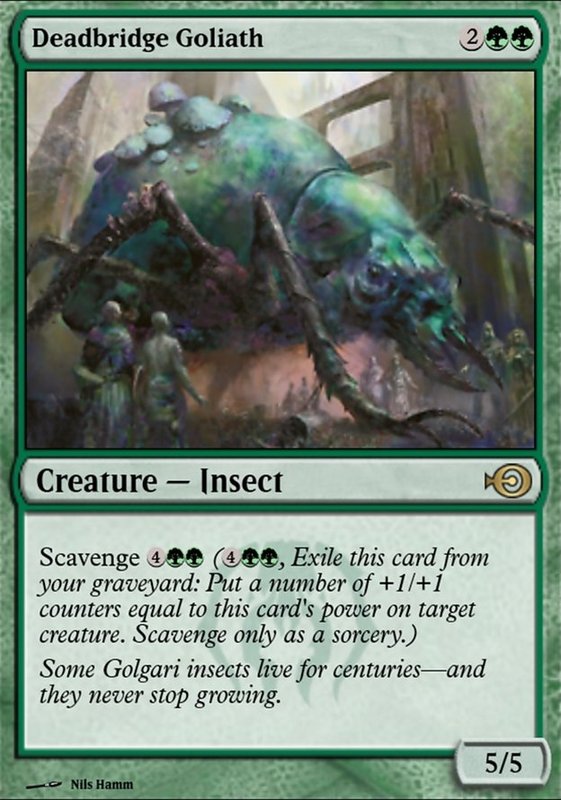 Deadbridge Goliath 2
Creature — Insect
Scavenge 4 (4, Exile this card from
your graveyard: Put a number of +1/+1
counters equal to this card's power on target
creature. Scavenge only as a sorcery.)
Some Golgari insects live for centuries—and
they never stop growing.
5/5
Nils Hamm